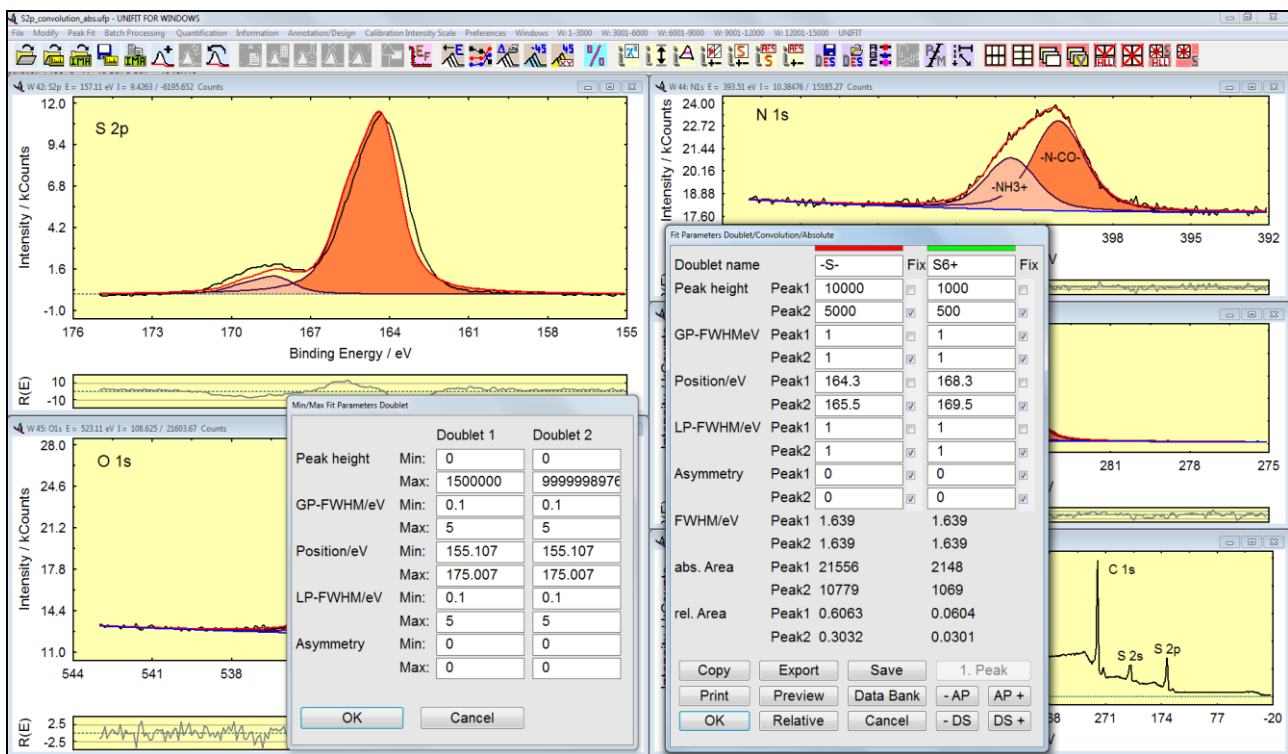 S2p_convolution_abs.ufp - UNIFIT FOR WINDOWS
File Modify Peak Fit Batch Processing Quantification Information Annotation/Design Calibration Intensity Scale Preferences Windows W: 1-3000 W: 3001-6000 W: 6001-9000 W: 9001-12000 W: 12001-15000 UNIFIT
W 42: S2p E = 157.11 eV I = 9.4263 / -6195.652 Counts
12.0
9.4
6.8
4.2
1.6
-1.0
Intensity / kCounts
S 2p
176 173 170 167 164 161 158 155
Binding Energy / eV
R(E)
10
-10
W 44: N1s E = 393.51 eV I = 10.38476 / 15185.27 Counts
24.00
22.72
21.44
20.16
18.88
17.60
Intensity / kCounts
N 1s
-N-CO-
-NH3+
398 395 392
W 45: O1s E = 523.11 eV I = 108.625 / 21603.67 Counts
28.0
24.6
21.2
17.8
14.4
11.0
Intensity / kCounts
O 1s
544 541 538
R(E)
2.5
-2.5
Min/Max Fit Parameters Doublet
Doublet 1 Doublet 2
Peak height Min: 0 0
Max: 1500000 9999998976
GP-FWHM/eV Min: 0.1 0.1
Max: 5 5
Position/eV Min: 155.107 155.107
Max: 175.007 175.007
LP-FWHM/eV Min: 0.1 0.1
Max: 5 5
Asymmetry Min: 0 0
Max: 0 0
OK Cancel
Fit Parameters Doublet/Convolution/Absolute
Doublet name -S- Fix S6+ Fix
Peak height Peak1 10000 1000
Peak2 5000 500
GP-FWHMeV Peak1 1 1
Peak2 1 1
Position/eV Peak1 164.3 168.3
Peak2 165.5 169.5
LP-FWHM/eV Peak1 1 1
Peak2 1 1
Asymmetry Peak1 0 0
Peak2 0 0
FWHM/eV Peak1 1.639 1.639
Peak2 1.639 1.639
abs. Area Peak1 21556 2148
Peak2 10779 1069
rel. Area Peak1 0.6063 0.0604
Peak2 0.3032 0.0301
Copy Export Save 1. Peak
Print Preview Data Bank - AP AP +
OK Relative Cancel - DS DS +
281 278 275
C 1s
S 2s
S 2p
271 174 77 -20